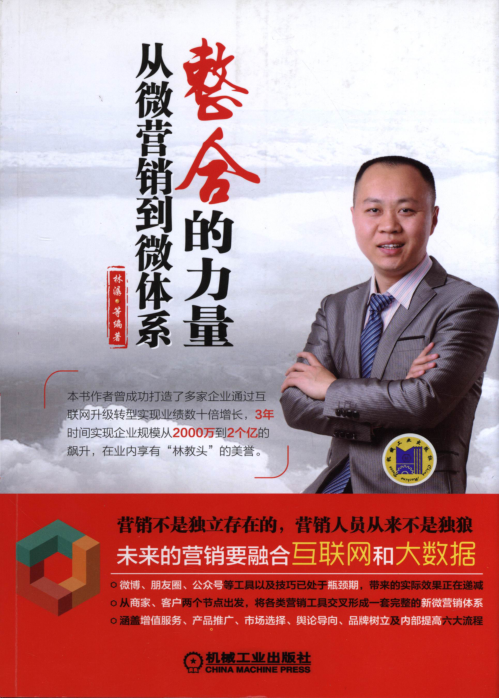 整合的力量
从微营销到微体系
林漆·等编著
本书作者曾成功打造了多家企业通过互
联网升级转型实现业绩数十倍增长，3年
时间实现企业规模从2000万到2个亿的
飙升，在业内享有“林教头”的美誉。
营销不是独立存在的，营销人员从来不是独狼
未来的营销要融合互联网和大数据
微博、朋友圈、公众号等工具以及技巧已处于瓶颈期，带来的实际效果正在递减
从商家、客户两个节点出发，将各类营销工具交叉形成一套完整的新微营销体系
涵盖增值服务、产品推广、市场选择、舆论导向、品牌树立及内部提高六大流程
机械工业出版社
CHINA MACHINE PRESS